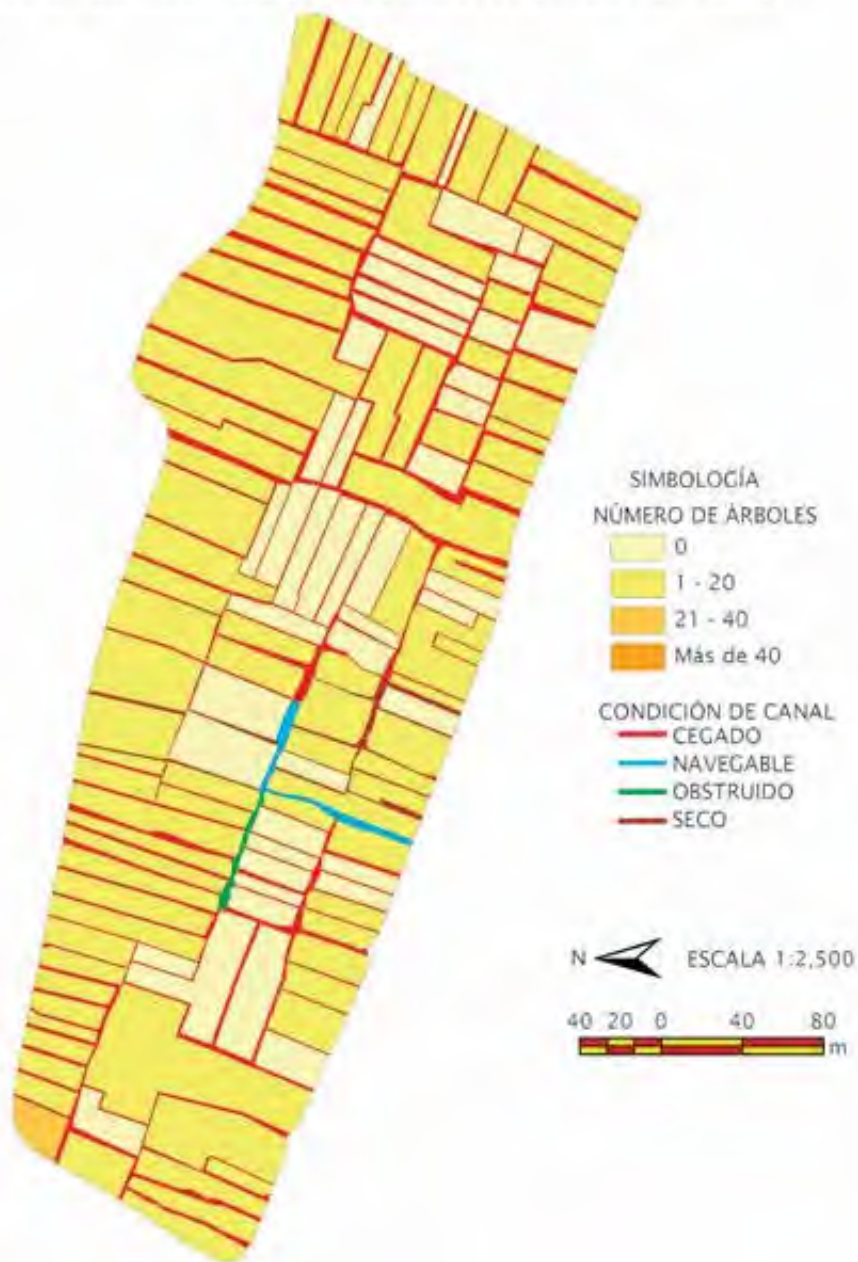 SIMBOLOGÍA
NÚMERO DE ÁRBOLES
0
1 - 20
21 - 40
Más de 40
CONDICIÓN DE CANAL
CEGADO
NAVEGABLE
OBSTRUIDO
SECO
N ESCALA 1:2,500
40 20 0 40 80
m